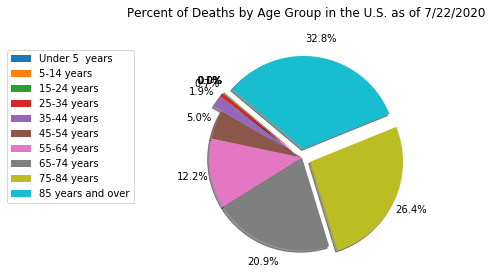 Percent of Deaths by Age Group in the U.S. as of 7/22/2020
Under 5  years
5-14 years
15-24 years
25-34 years
35-44 years
45-54 years
55-64 years
65-74 years
75-84 years
85 years and over
32.8%
1.9%
5.0%
12.2%
20.9%
26.4%